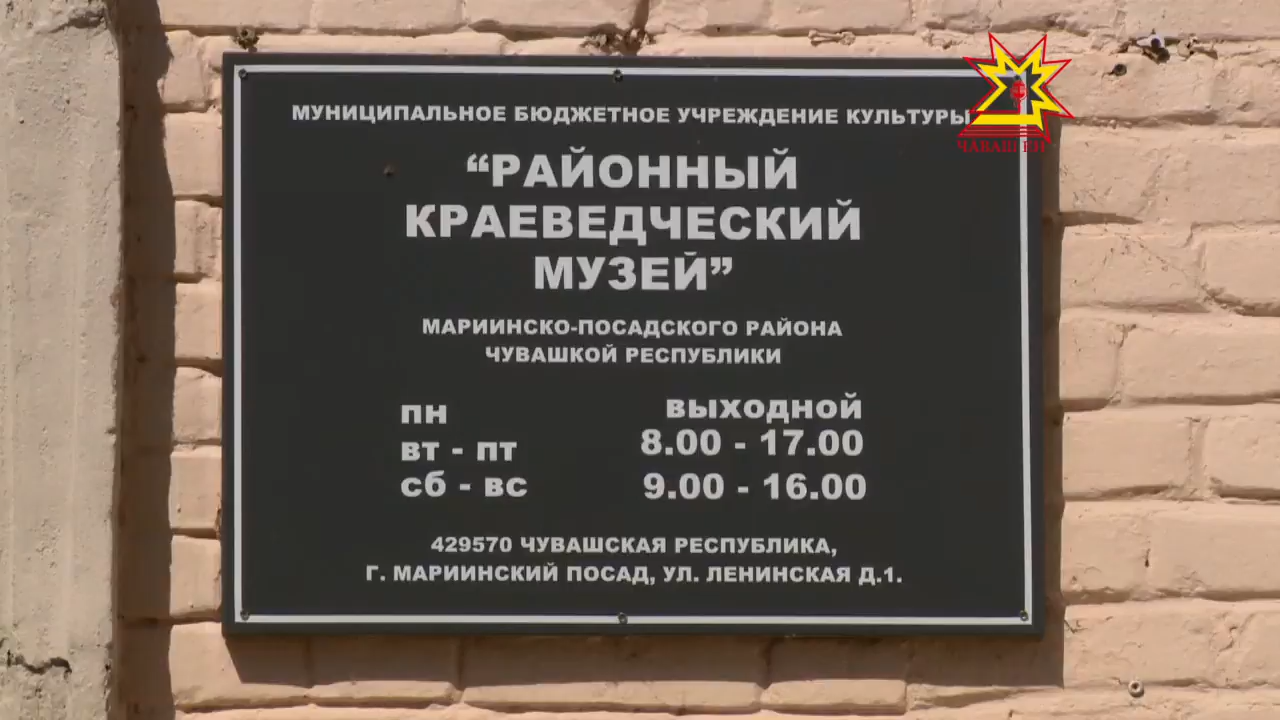 МУНИЦИПАЛЬНОЕ БЮДЖЕТНОЕ УЧРЕЖДЕНИЕ КУЛЬТУРЫ
“РАЙОННЫЙ
КРАЕВЕДЧЕСКИЙ
МУЗЕЙ”
МАРИИНСКО-ПОСАДСКОГО РАЙОНА
ЧУВАШКОЙ РЕСПУБЛИКИ
ПН ВЫХОДНОЙ
ВТ - ПТ 8.00 - 17.00
СБ - ВС 9.00 - 16.00
429570 ЧУВАШСКАЯ РЕСПУБЛИКА,
Г. МАРИИНСКИЙ ПОСАД, УЛ. ЛЕНИНСКАЯ Д.1.